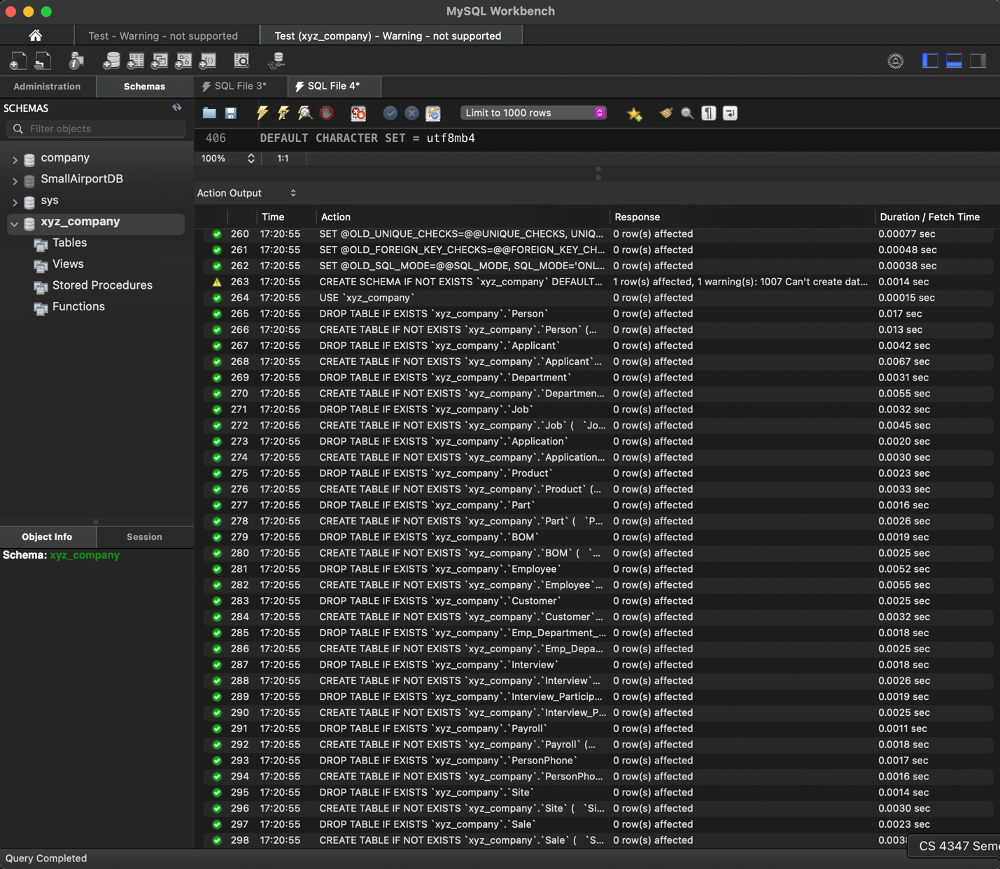 MySQL Workbench
Test - Warning - not supported
Test (xyz_company) - Warning - not supported
Administration
Schemas
SQL File 3*
SQL File 4*
SCHEMAS
Limit to 1000 rows
Filter objects
406 DEFAULT CHARACTER SET = utf8mb4
100% 1:1
company
SmallAirportDB
sys
xyz_company
Tables
Views
Stored Procedures
Functions
Action Output
Time Action Response Duration / Fetch Time
260 17:20:55 SET @OLD_UNIQUE_CHECKS=@@UNIQUE_CHECKS, UNIQ... 0 row(s) affected 0.00077 sec
261 17:20:55 SET @OLD_FOREIGN_KEY_CHECKS=@@FOREIGN_KEY_CH... 0 row(s) affected 0.00048 sec
262 17:20:55 SET @OLD_SQL_MODE=@@SQL_MODE, SQL_MODE='ONL... 0 row(s) affected 0.00038 sec
263 17:20:55 CREATE SCHEMA IF NOT EXISTS `xyz_company` DEFAULT... 1 row(s) affected, 1 warning(s): 1007 Can't create dat... 0.0014 sec
264 17:20:55 USE `xyz_company` 0 row(s) affected 0.00015 sec
265 17:20:55 DROP TABLE IF EXISTS `xyz_company`.`Person` 0 row(s) affected 0.017 sec
266 17:20:55 CREATE TABLE IF NOT EXISTS `xyz_company`.`Person` (... 0 row(s) affected 0.013 sec
267 17:20:55 DROP TABLE IF EXISTS `xyz_company`.`Applicant` 0 row(s) affected 0.0042 sec
268 17:20:55 CREATE TABLE IF NOT EXISTS `xyz_company`.`Applicant`... 0 row(s) affected 0.0067 sec
269 17:20:55 DROP TABLE IF EXISTS `xyz_company`.`Department` 0 row(s) affected 0.0031 sec
270 17:20:55 CREATE TABLE IF NOT EXISTS `xyz_company`.`Departmen... 0 row(s) affected 0.0055 sec
271 17:20:55 DROP TABLE IF EXISTS `xyz_company`.`Job` 0 row(s) affected 0.0032 sec
272 17:20:55 CREATE TABLE IF NOT EXISTS `xyz_company`.`Job` ( `Jo... 0 row(s) affected 0.0045 sec
273 17:20:55 DROP TABLE IF EXISTS `xyz_company`.`Application` 0 row(s) affected 0.0020 sec
274 17:20:55 CREATE TABLE IF NOT EXISTS `xyz_company`.`Application... 0 row(s) affected 0.0030 sec
275 17:20:55 DROP TABLE IF EXISTS `xyz_company`.`Product` 0 row(s) affected 0.0023 sec
276 17:20:55 CREATE TABLE IF NOT EXISTS `xyz_company`.`Product` (... 0 row(s) affected 0.0033 sec
277 17:20:55 DROP TABLE IF EXISTS `xyz_company`.`Part` 0 row(s) affected 0.0016 sec
278 17:20:55 CREATE TABLE IF NOT EXISTS `xyz_company`.`Part` ( `P... 0 row(s) affected 0.0026 sec
279 17:20:55 DROP TABLE IF EXISTS `xyz_company`.`BOM` 0 row(s) affected 0.0019 sec
280 17:20:55 CREATE TABLE IF NOT EXISTS `xyz_company`.`BOM` ( `... 0 row(s) affected 0.0025 sec
281 17:20:55 DROP TABLE IF EXISTS `xyz_company`.`Employee` 0 row(s) affected 0.0052 sec
282 17:20:55 CREATE TABLE IF NOT EXISTS `xyz_company`.`Employee`... 0 row(s) affected 0.0055 sec
283 17:20:55 DROP TABLE IF EXISTS `xyz_company`.`Customer` 0 row(s) affected 0.0025 sec
284 17:20:55 CREATE TABLE IF NOT EXISTS `xyz_company`.`Customer`... 0 row(s) affected 0.0032 sec
285 17:20:55 DROP TABLE IF EXISTS `xyz_company`.`Emp_Department_... 0 row(s) affected 0.0018 sec
286 17:20:55 CREATE TABLE IF NOT EXISTS `xyz_company`.`Emp_Depa... 0 row(s) affected 0.0025 sec
287 17:20:55 DROP TABLE IF EXISTS `xyz_company`.`Interview` 0 row(s) affected 0.0018 sec
288 17:20:55 CREATE TABLE IF NOT EXISTS `xyz_company`.`Interview`... 0 row(s) affected 0.0026 sec
289 17:20:55 DROP TABLE IF EXISTS `xyz_company`.`Interview_Particip... 0 row(s) affected 0.0019 sec
290 17:20:55 CREATE TABLE IF NOT EXISTS `xyz_company`.`Interview_P... 0 row(s) affected 0.0025 sec
291 17:20:55 DROP TABLE IF EXISTS `xyz_company`.`Payroll` 0 row(s) affected 0.0011 sec
292 17:20:55 CREATE TABLE IF NOT EXISTS `xyz_company`.`Payroll` (... 0 row(s) affected 0.0018 sec
293 17:20:55 DROP TABLE IF EXISTS `xyz_company`.`PersonPhone` 0 row(s) affected 0.0017 sec
294 17:20:55 CREATE TABLE IF NOT EXISTS `xyz_company`.`PersonPho... 0 row(s) affected 0.0016 sec
295 17:20:55 DROP TABLE IF EXISTS `xyz_company`.`Site` 0 row(s) affected 0.0014 sec
296 17:20:55 CREATE TABLE IF NOT EXISTS `xyz_company`.`Site` ( `Si... 0 row(s) affected 0.0030 sec
297 17:20:55 DROP TABLE IF EXISTS `xyz_company`.`Sale` 0 row(s) affected 0.0023 sec
298 17:20:55 CREATE TABLE IF NOT EXISTS `xyz_company`.`Sale` ( `S... 0 row(s) affected
Object Info
Session
Schema: xyz_company
CS 4347
Query Completed